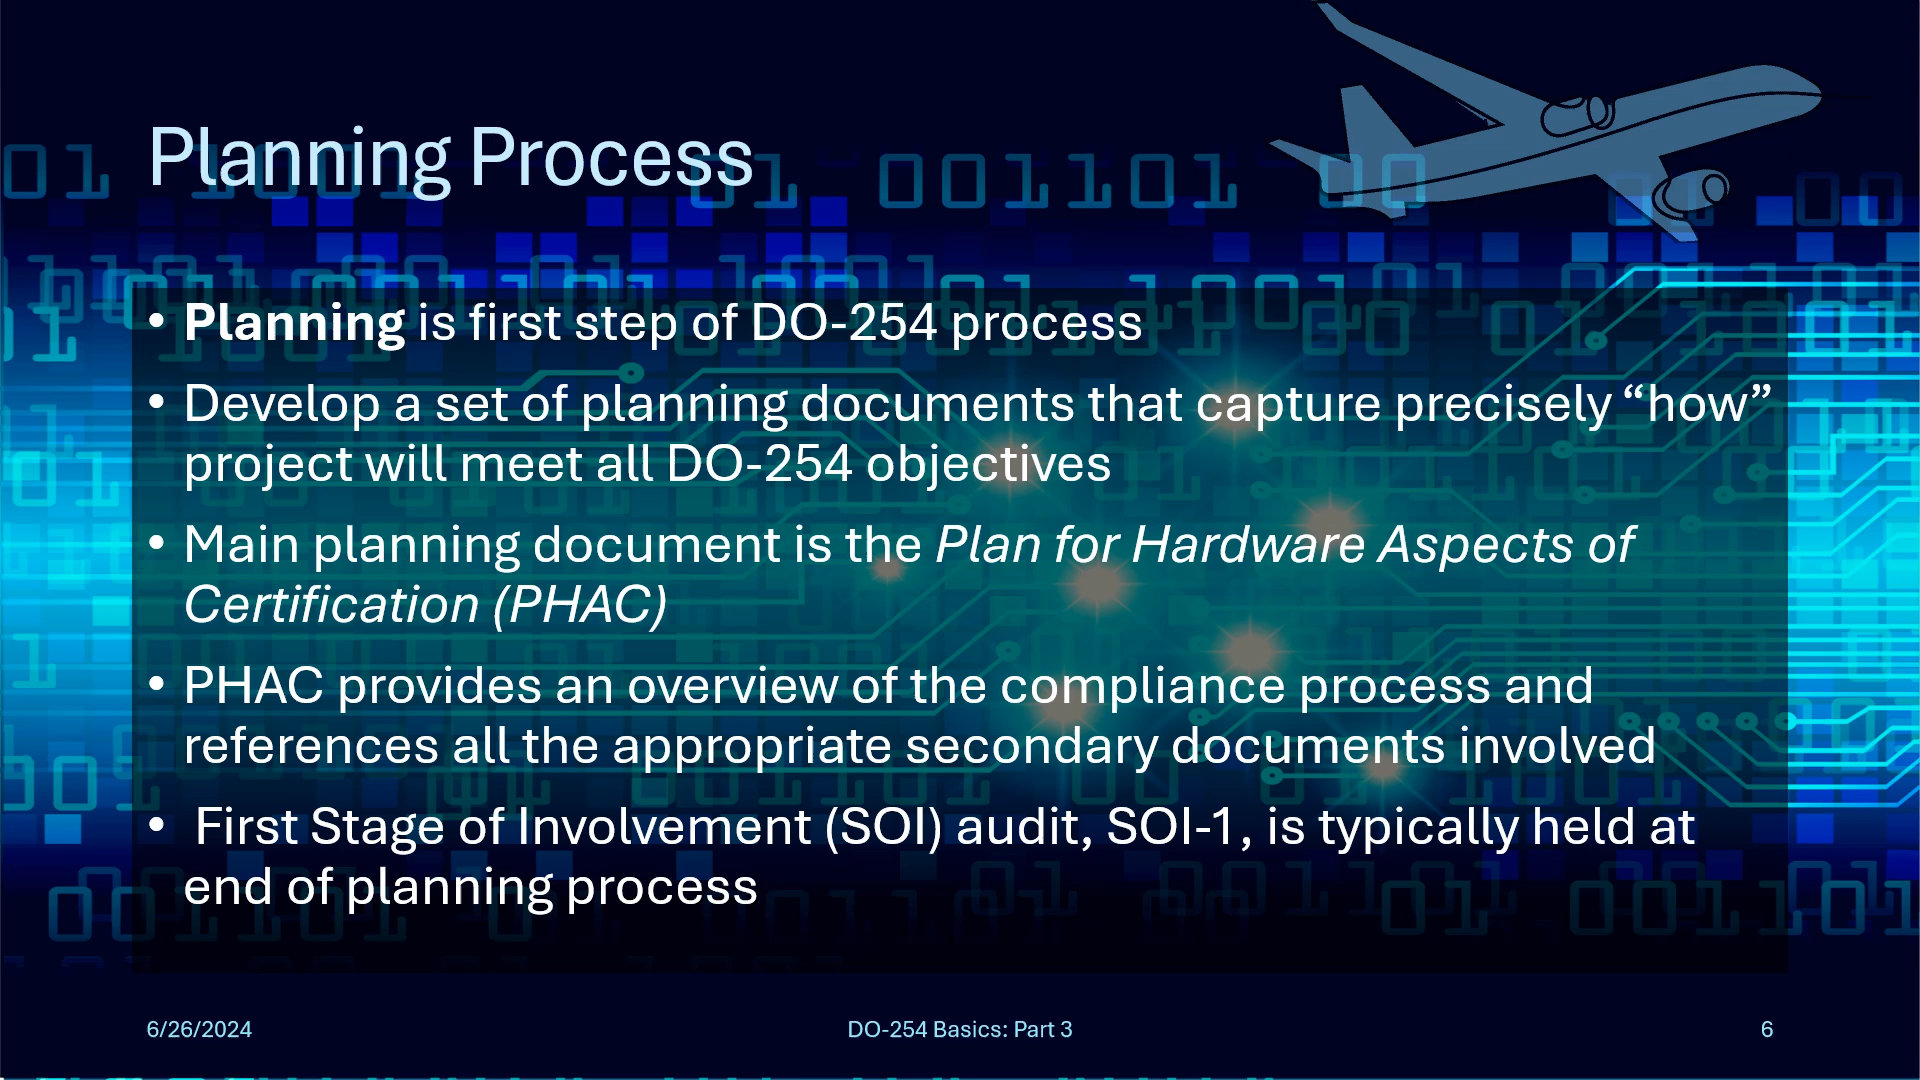 Planning Process
• Planning is first step of DO-254 process
• Develop a set of planning documents that capture precisely “how”
project will meet all DO-254 objectives
• Main planning document is the Plan for Hardware Aspects of
Certification (PHAC)
• PHAC provides an overview of the compliance process and
references all the appropriate secondary documents involved
• First Stage of Involvement (SOI) audit, SOI-1, is typically held at
end of planning process
6/26/2024
DO-254 Basics: Part 3
6